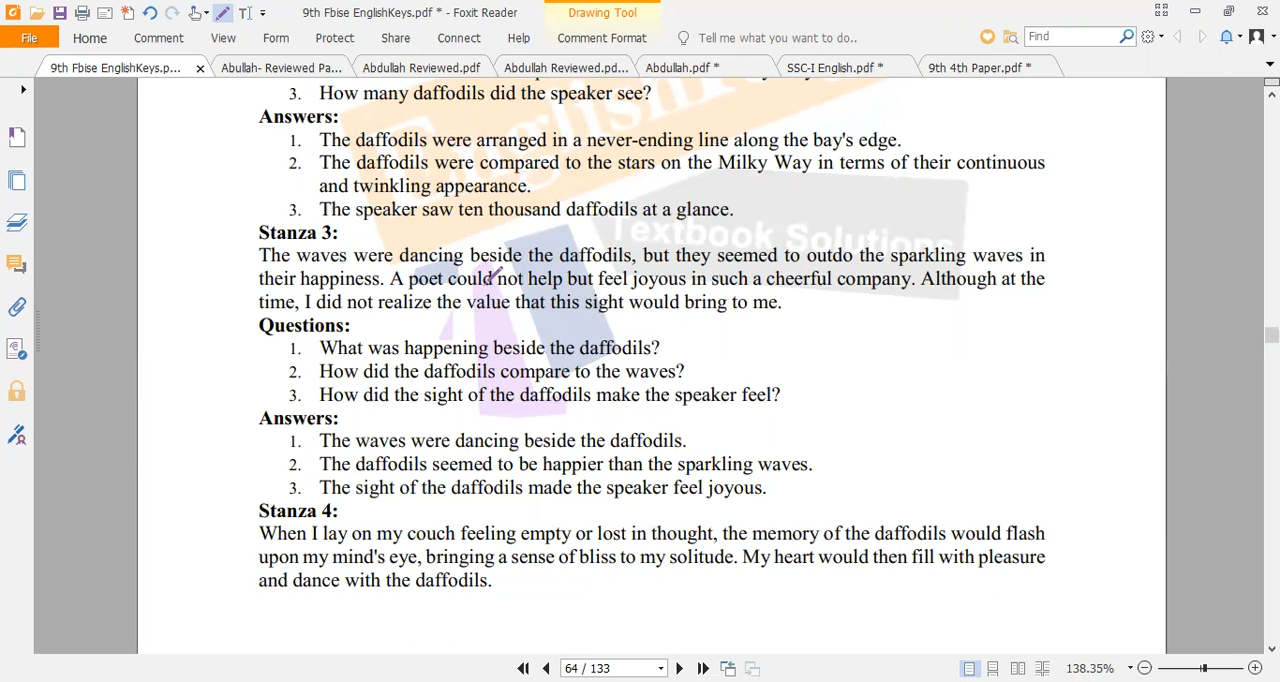 9th Fbise EnglishKeys.pdf * - Foxit Reader
Drawing Tool
File Home Comment View Form Protect Share Connect Help Comment Format Tell me what you want to do.. Find
9th Fbise EnglishKeys.p... Abullah- Reviewed Pa... Abdullah Reviewed.pdf Abdullah Reviewed.pd... Abdullah.pdf * SSC-I English.pdf * 9th 4th Paper.pdf *
3. How many daffodils did the speaker see?
Answers:
1. The daffodils were arranged in a never-ending line along the bay's edge.
2. The daffodils were compared to the stars on the Milky Way in terms of their continuous
and twinkling appearance.
3. The speaker saw ten thousand daffodils at a glance.
Textbook Solutions
Stanza 3:
The waves were dancing beside the daffodils, but they seemed to outdo the sparkling waves in
their happiness. A poet could not help but feel joyous in such a cheerful company. Although at the
time, I did not realize the value that this sight would bring to me.
Questions:
1. What was happening beside the daffodils?
2. How did the daffodils compare to the waves?
3. How did the sight of the daffodils make the speaker feel?
Answers:
1. The waves were dancing beside the daffodils.
2. The daffodils seemed to be happier than the sparkling waves.
3. The sight of the daffodils made the speaker feel joyous.
Stanza 4:
When I lay on my couch feeling empty or lost in thought, the memory of the daffodils would flash
upon my mind's eye, bringing a sense of bliss to my solitude. My heart would then fill with pleasure
and dance with the daffodils.
64 / 133 138.35%